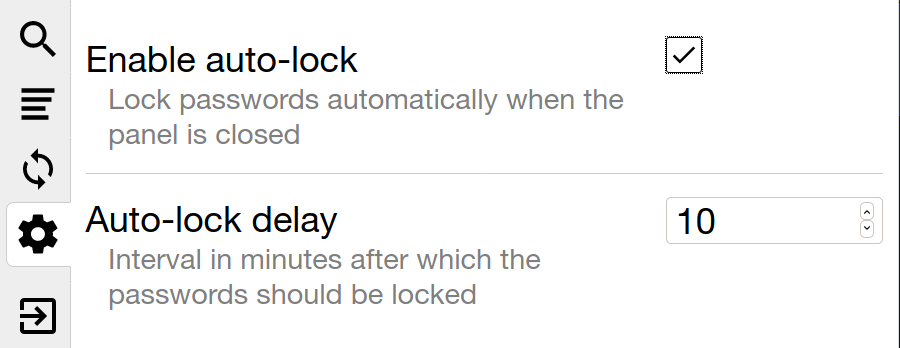 Enable auto-lock
Lock passwords automatically when the
panel is closed
Auto-lock delay
10
Interval in minutes after which the
passwords should be locked